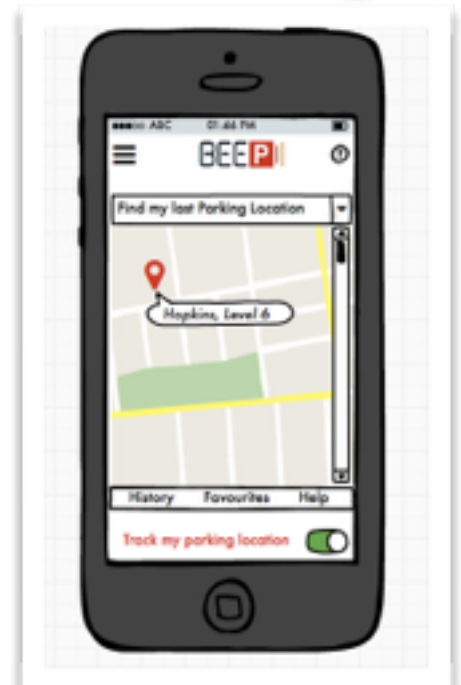 ABC 01:44 PM
BEEP
Find my last Parking Location
Hopkins, Level 6
History Favourites Help
Track my parking location